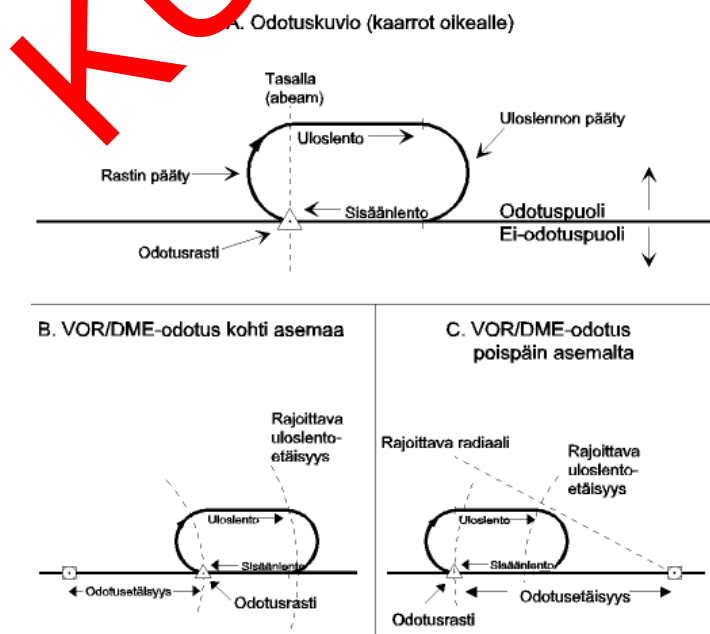 A. Odotuskuvio (kaarrot oikealle)
Tasalla
(abeam)
Uloslennon pääty
Uloslento
Rastin pääty
Sisäänlento
Odotuspuoli
Ei-odotuspuoli
Odotusrasti
B. VOR/DME-odotus kohti asemaa
C. VOR/DME-odotus
poispäin asemalta
Rajoittava
uloslento-
etäisyys
Uloslento
Sisäänlento
Odotusetäisyys
Odotusrasti
Rajoittava radiaali
Rajoittava
uloslento-
etäisyys
Uloslento
Sisäänlento
Odotusetäisyys
Odotusrasti